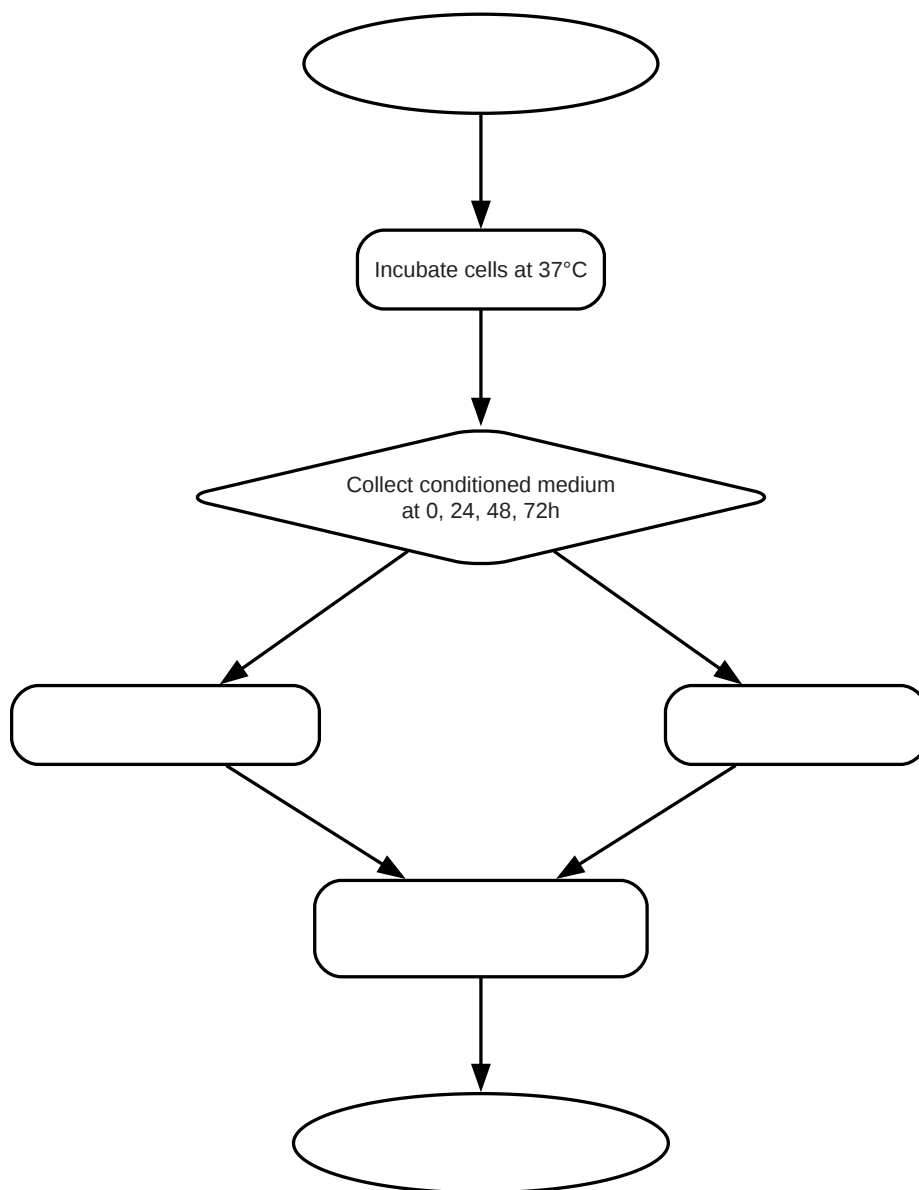 Incubate cells at 37°C
Collect conditioned medium
at 0, 24, 48, 72h